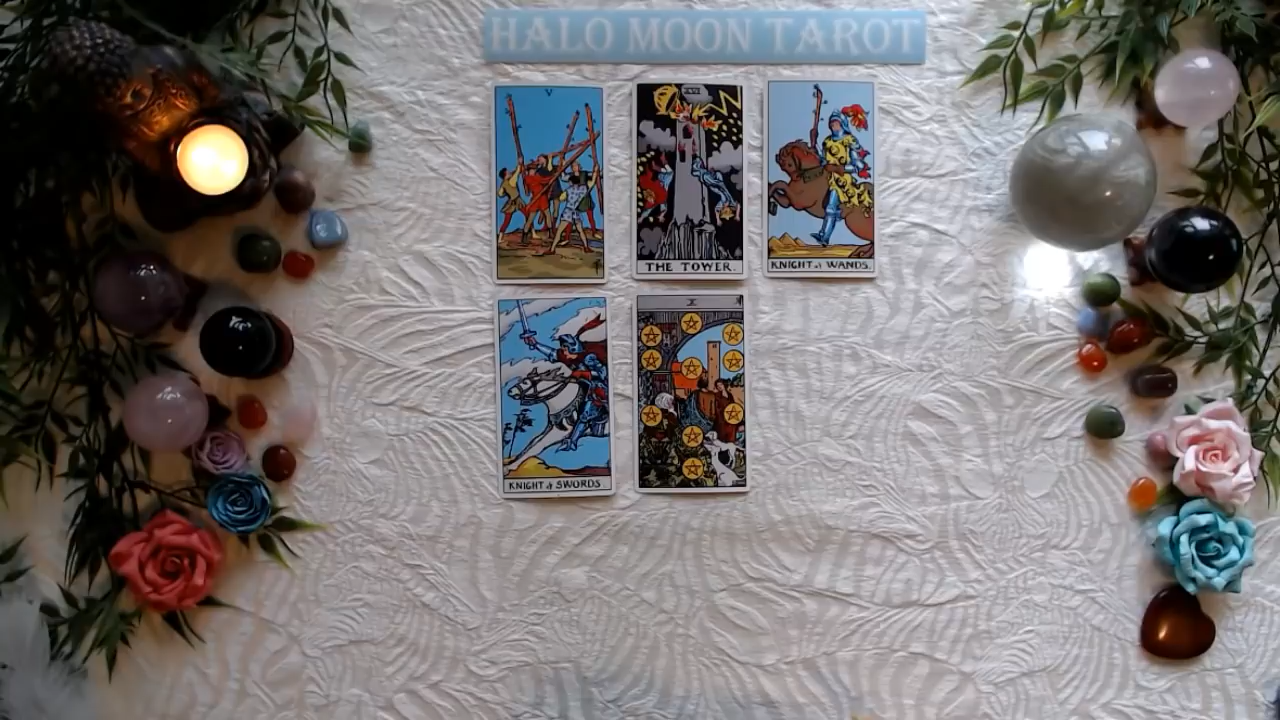 HALO MOON TAROT
V
THE TOWER.
KNIGHT of WANDS.
KNIGHT of SWORDS.
X